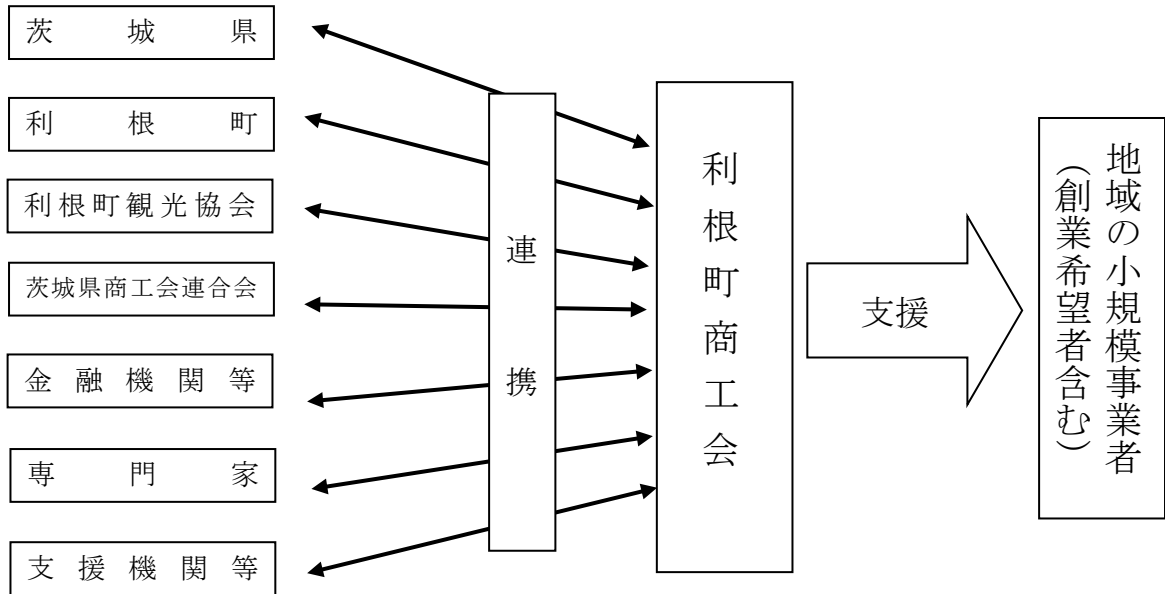 茨城県
利根町
利根町観光協会
茨城県商工会連合会
金融機関等
専門家
支援機関等
連携
利根町商工会
支援
地域の小規模事業者
（創業希望者含む）